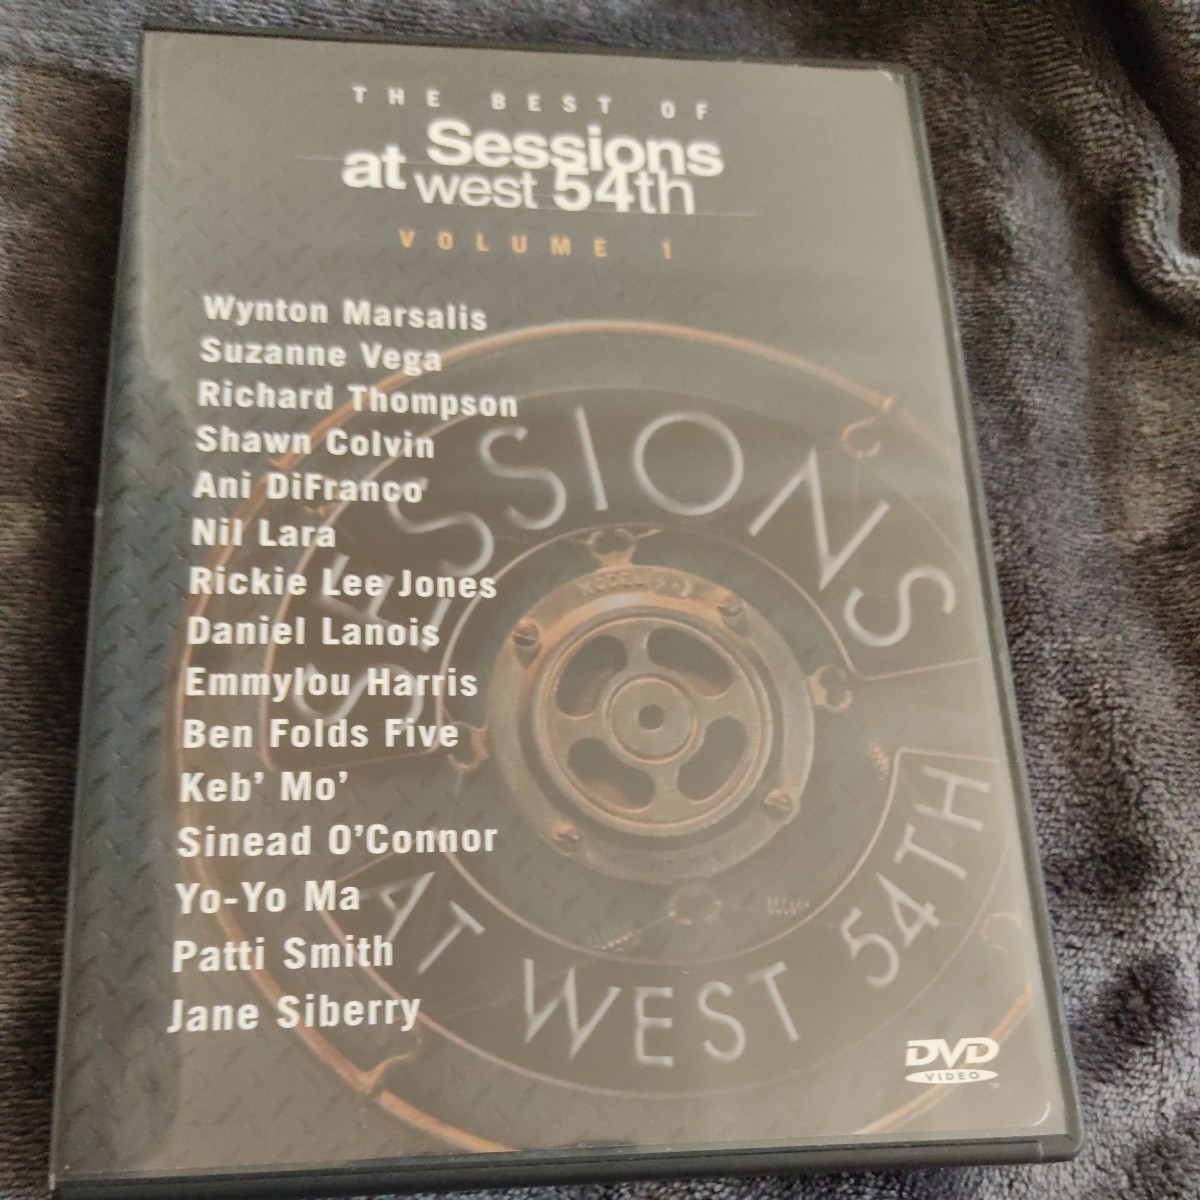 THE BEST OF
Sessions
at west 54th
VOLUME 1
Wynton Marsalis
Suzanne Vega
Richard Thompson
Shawn Colvin
Ani DiFranco
Nil Lara
Rickie Lee Jones
Daniel Lanois
Emmylou Harris
Ben Folds Five
Keb' Mo'
Sinead O'Connor
Yo-Yo Ma
Patti Smith
Jane Siberry
SESSIONS
MODEL
AT WEST 54TH
DVD
VIDEO
TM